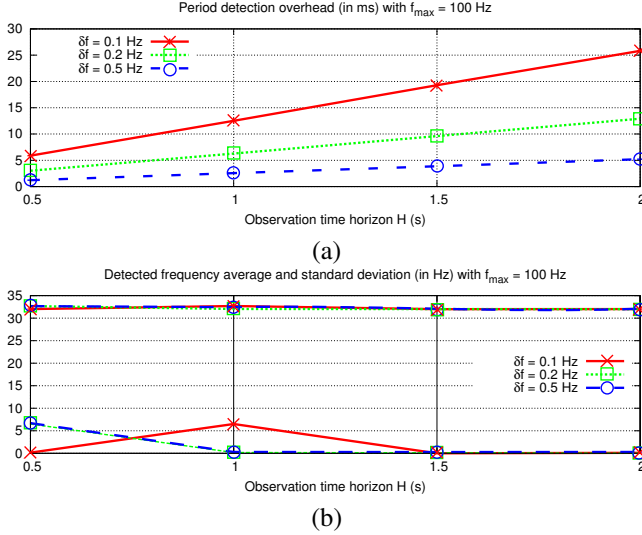 Period detection overhead (in ms) with fmax = 100 Hz
30
25
20
15
10
5
0
δf = 0.1 Hz
δf = 0.2 Hz
δf = 0.5 Hz
0.5 1 1.5 2
Observation time horizon H (s)
(a)
Detected frequency average and standard deviation (in Hz) with fmax = 100 Hz
35
30
25
20
15
10
5
0
δf = 0.1 Hz
δf = 0.2 Hz
δf = 0.5 Hz
0.5 1 1.5 2
Observation time horizon H (s)
(b)